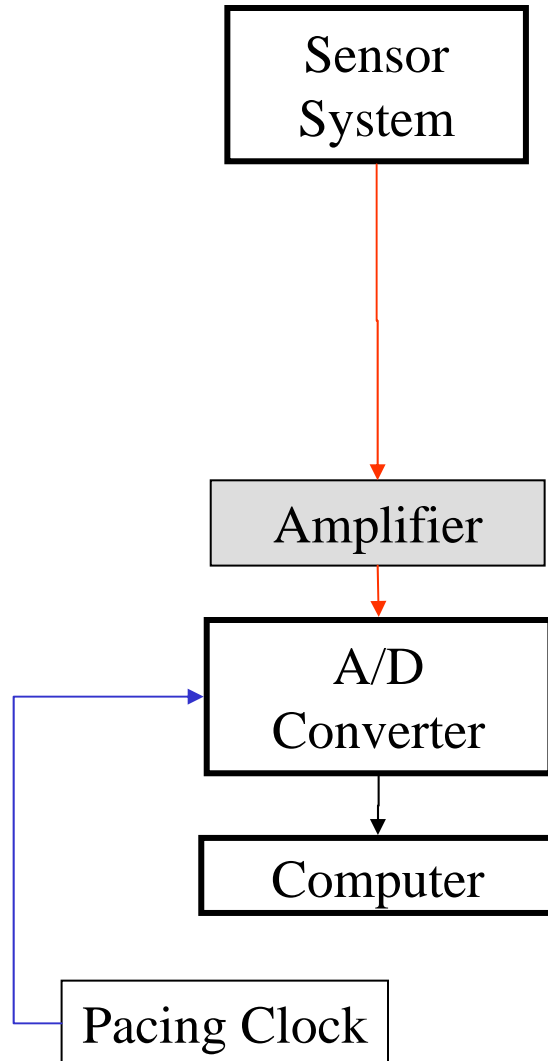 Sensor
System
Amplifier
A/D
Converter
Computer
Pacing Clock